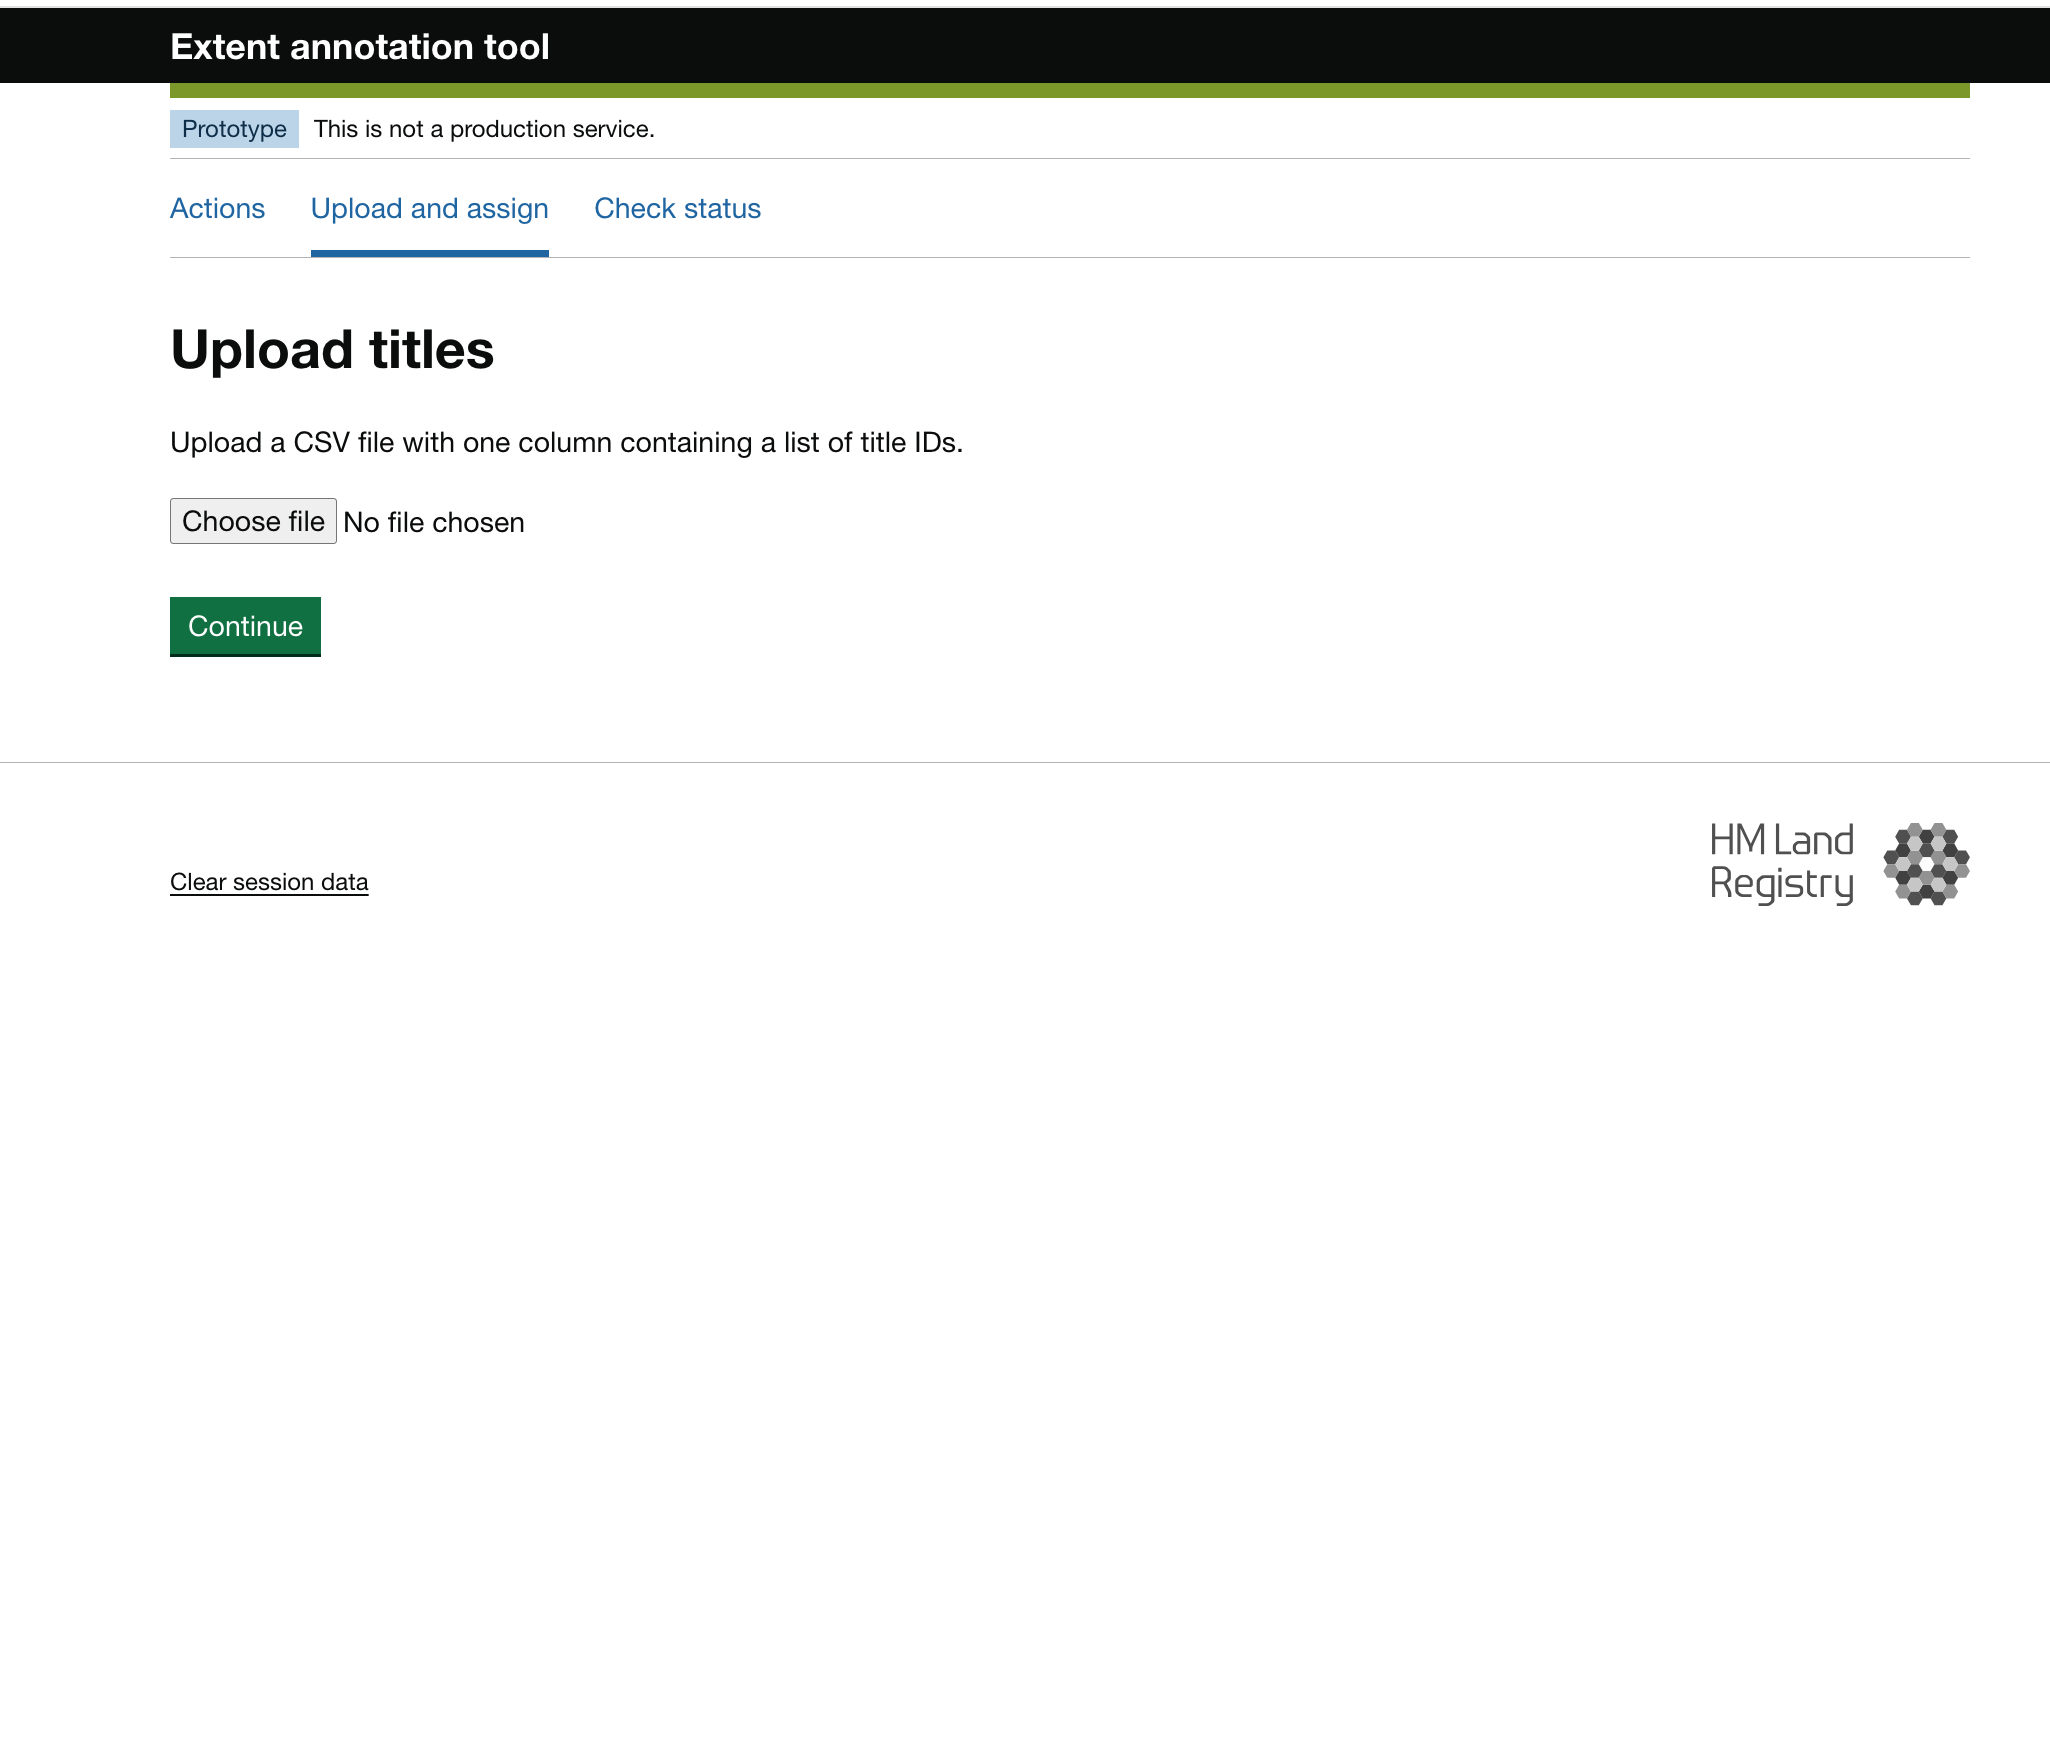 Extent annotation tool
Prototype This is not a production service.
Actions Upload and assign Check status
Upload titles
Upload a CSV file with one column containing a list of title IDs.
Choose file No file chosen
Continue
Clear session data
HM Land
Registry